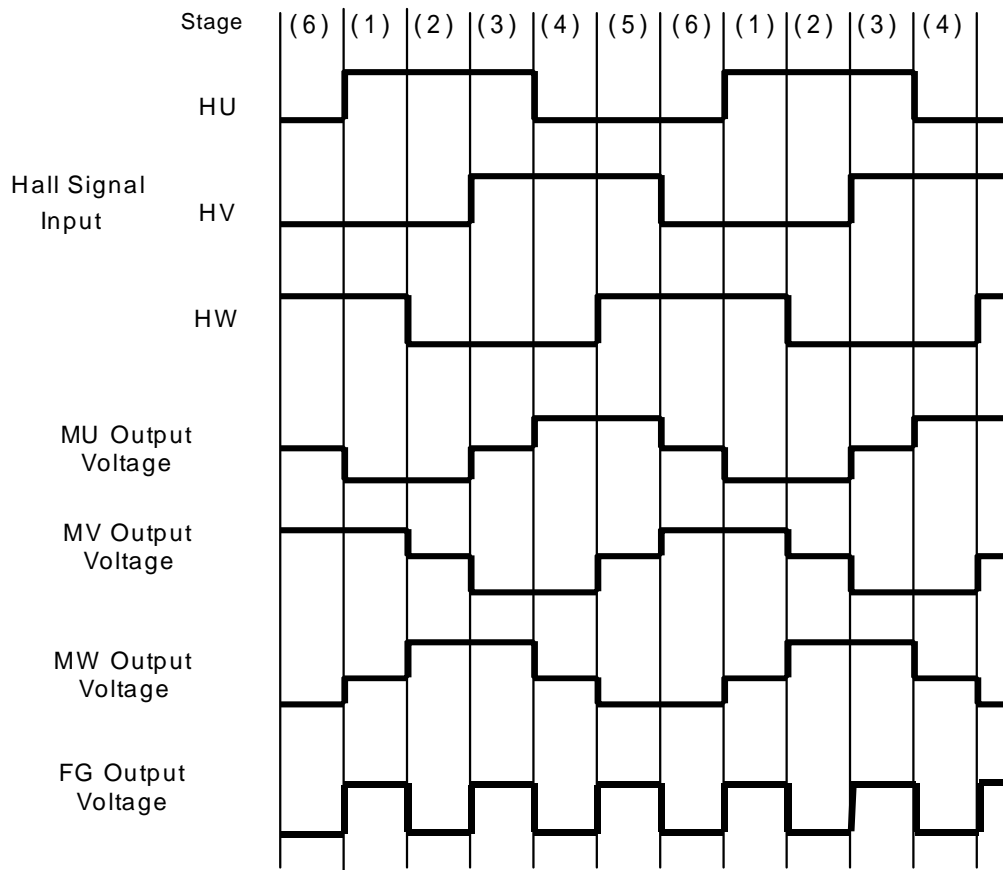 Stage (6) (1) (2) (3) (4) (5) (6) (1) (2) (3) (4)
HU
Hall Signal
Input
HV
HW
MU Output
Voltage
MV Output
Voltage
MW Output
Voltage
FG Output
Voltage